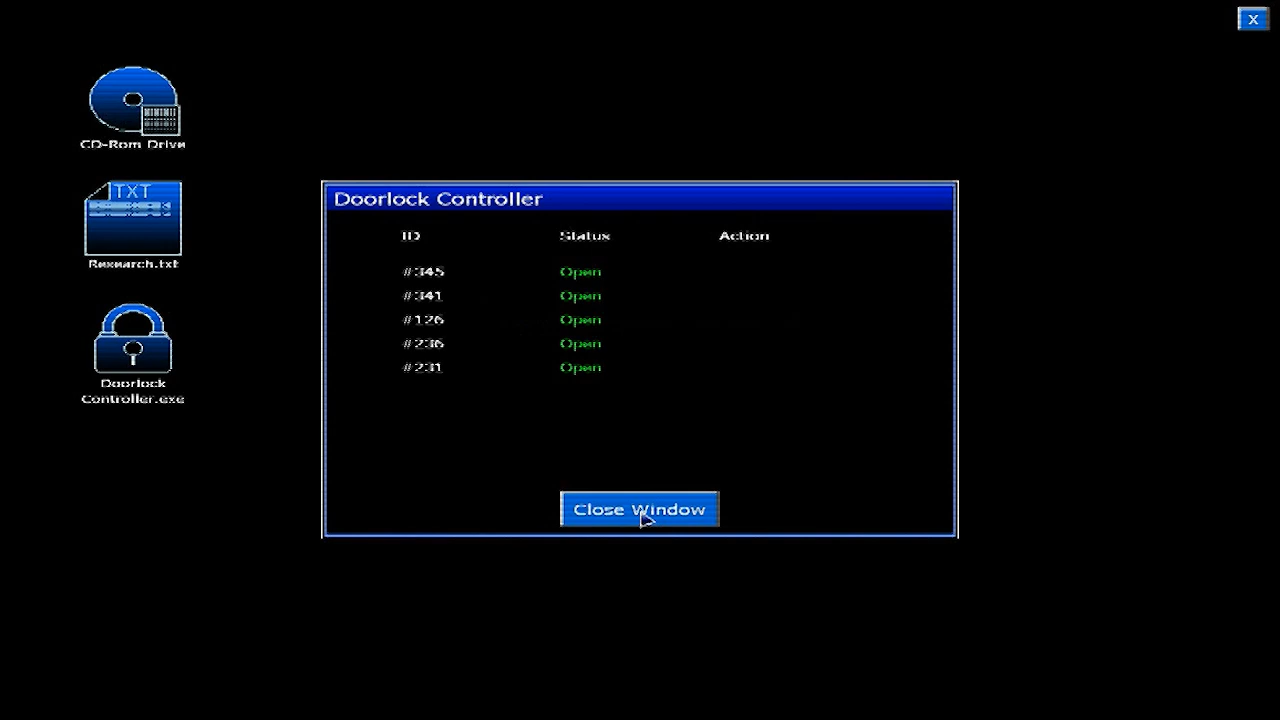 X
CD-Rom Drive
TXT
Research.txt
Doorlock
Controller.exe
Doorlock Controller
ID Status Action
#345 Open
#341 Open
#126 Open
#236 Open
#231 Open
Close Window